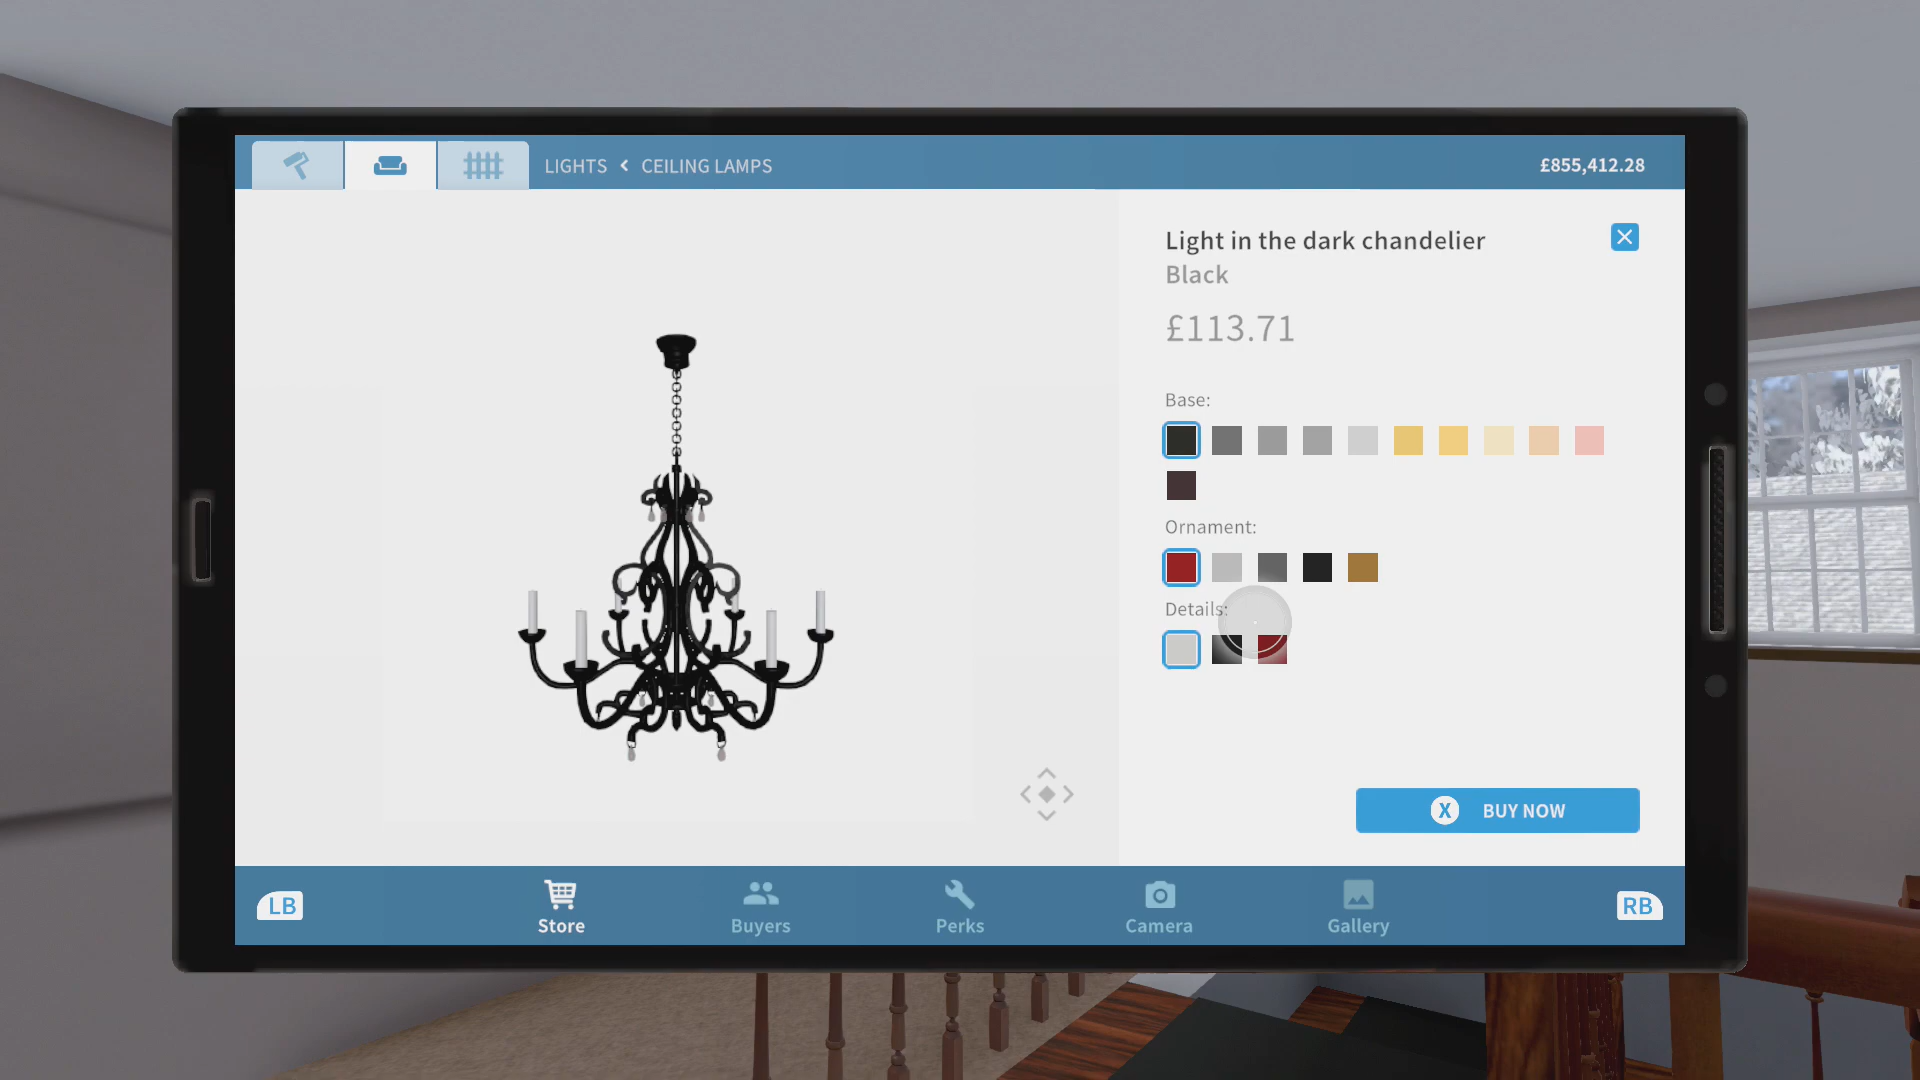 LIGHTS < CEILING LAMPS
£855,412.28
Light in the dark chandelier
Black
£113.71
Base:
Ornament:
Details:
X BUY NOW
LB
Store
Buyers
Perks
Camera
Gallery
RB